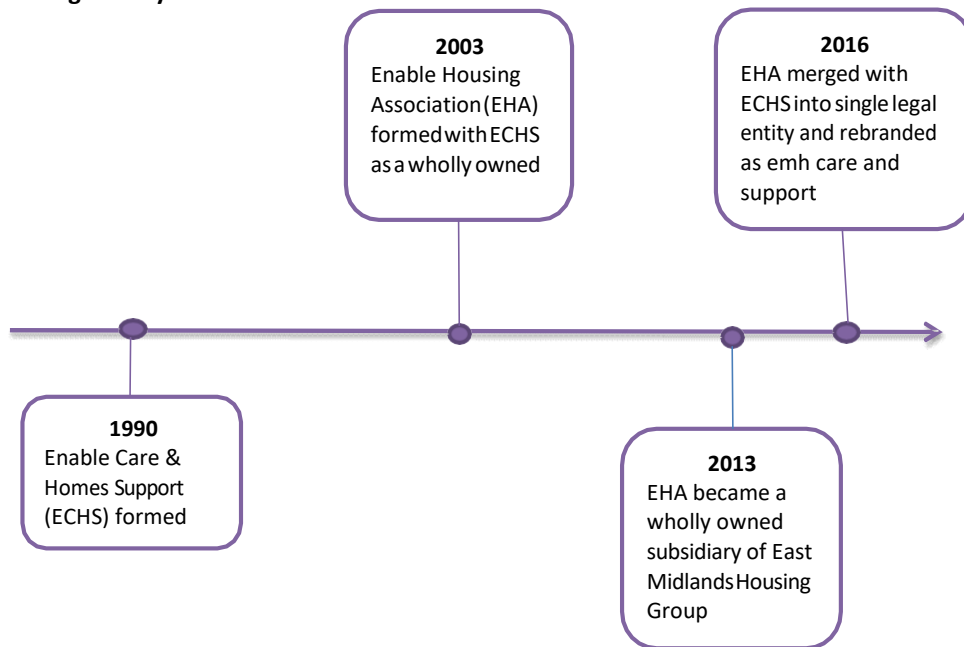 2003
Enable Housing
Association (EHA)
formed with ECHS
as a wholly owned
2016
EHA merged with
ECHS into single legal
entity and rebranded
as emh care and
support
1990
Enable Care &
Homes Support
(ECHS) formed
2013
EHA became a
wholly owned
subsidiary of East
Midlands Housing
Group